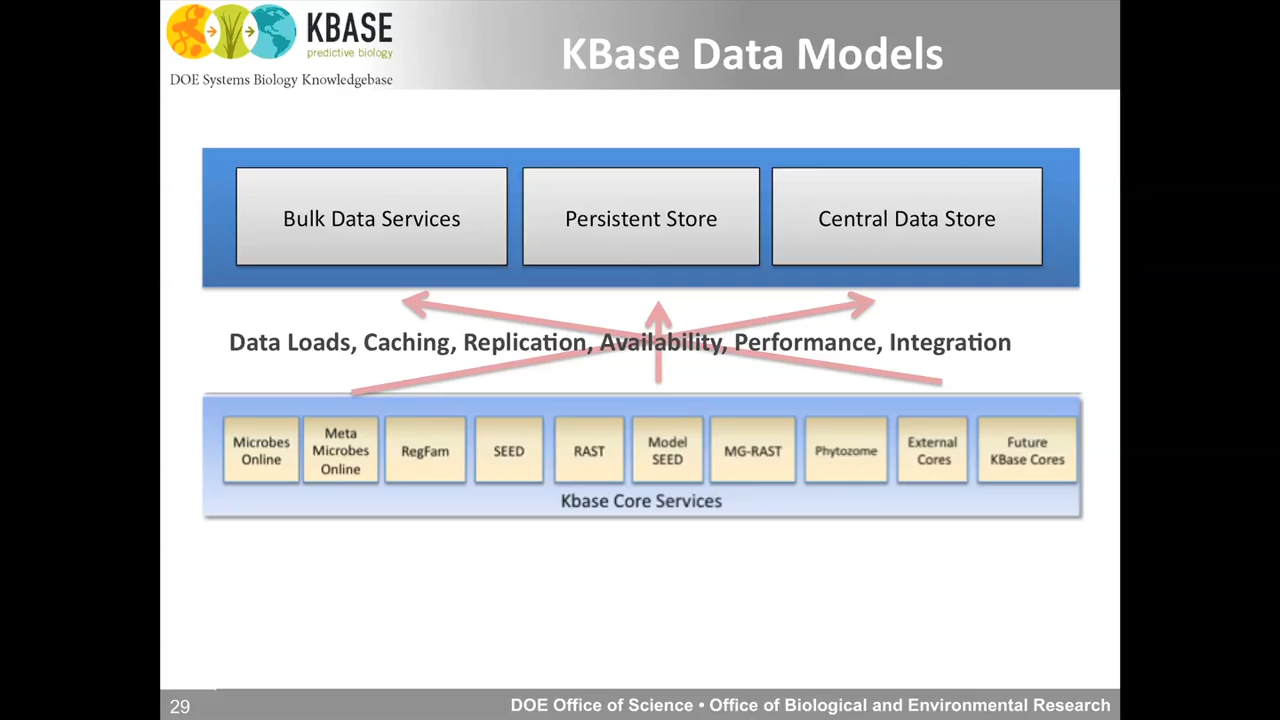 KBASE
predictive biology
DOE Systems Biology Knowledgebase
KBase Data Models
Bulk Data Services
Persistent Store
Central Data Store
Data Loads, Caching, Replication, Availability, Performance, Integration
Microbes
Online
Meta
Microbes
Online
RegFam
SEED
RAST
Model
SEED
MG-RAST
Phytozome
External
Cores
Future
KBase Cores
Kbase Core Services
29
DOE Office of Science • Office of Biological and Environmental Research